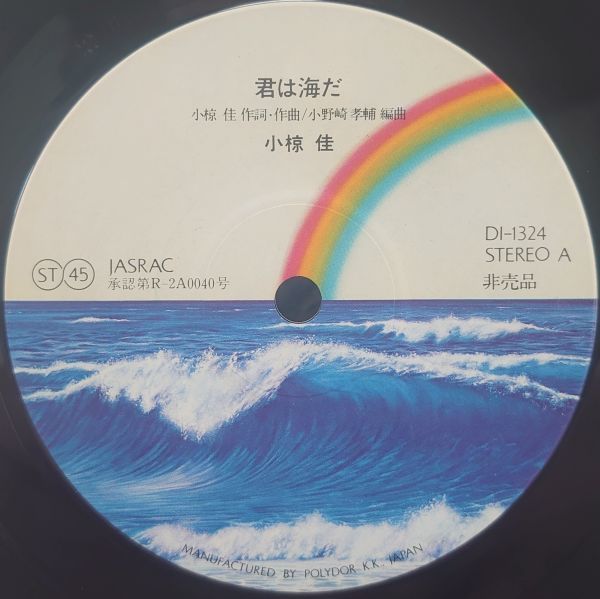 君は海だ
小椋 佳 作詞・作曲/小野崎孝輔 編曲
小椋 佳
DI-1324
STEREO A
非売品
ST 45
JASRAC
承認第R-2A0040号
MANUFACTURED BY POLYDOR K.K., JAPAN